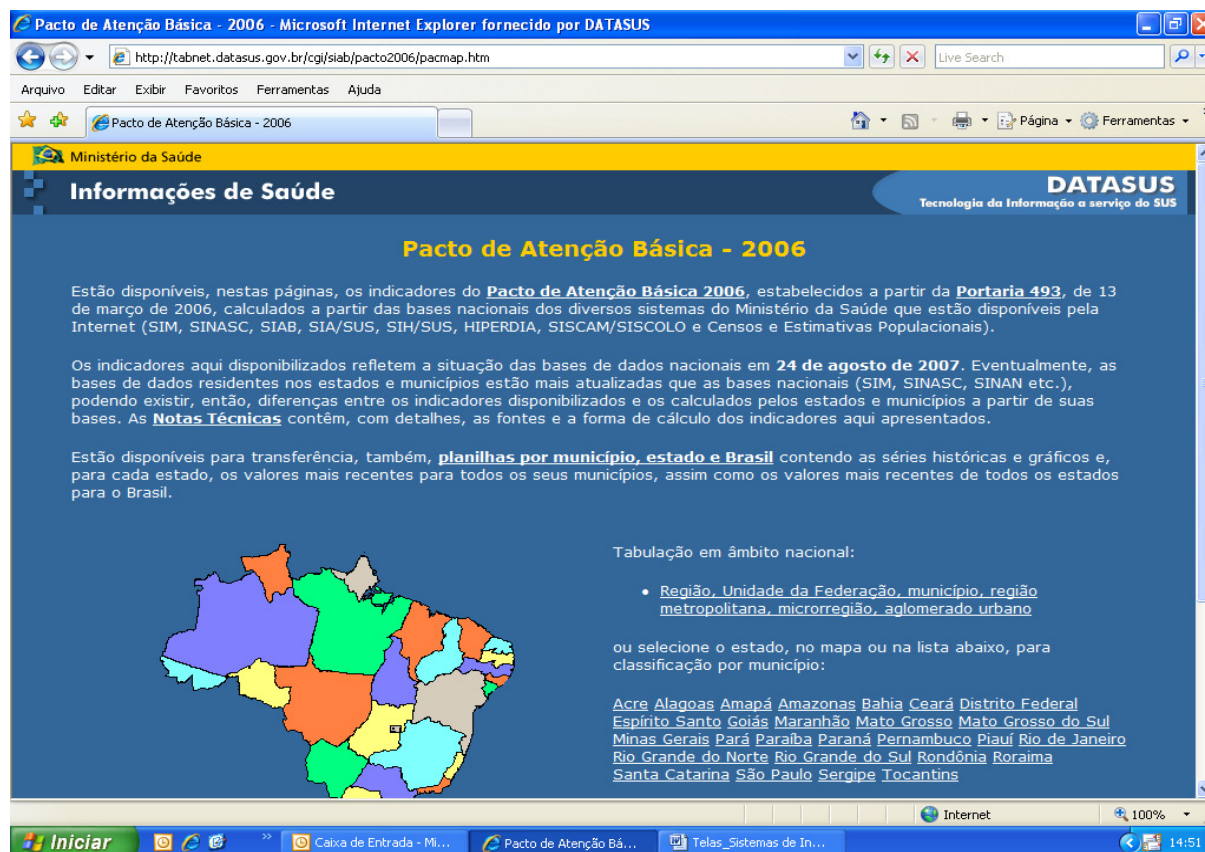 Pacto de Atenção Básica - 2006 - Microsoft Internet Explorer fornecido por DATASUS
http://tabnet.datasus.gov.br/cgi/siab/pacto2006/pacmap.htm
Live Search
Arquivo Editar Exibir Favoritos Ferramentas Ajuda
Pacto de Atenção Básica - 2006
Página Ferramentas
Ministério da Saúde
Informações de Saúde
DATASUS
Tecnologia da Informação a serviço do SUS
Pacto de Atenção Básica - 2006
Estão disponíveis, nestas páginas, os indicadores do Pacto de Atenção Básica 2006, estabelecidos a partir da Portaria 493, de 13
de março de 2006, calculados a partir das bases nacionais dos diversos sistemas do Ministério da Saúde que estão disponíveis pela
Internet (SIM, SINASC, SIAB, SIA/SUS, SIH/SUS, HIPERDIA, SISCAM/SISCOLO e Censos e Estimativas Populacionais).
Os indicadores aqui disponibilizados refletem a situação das bases de dados nacionais em 24 de agosto de 2007. Eventualmente, as
bases de dados residentes nos estados e municípios estão mais atualizadas que as bases nacionais (SIM, SINASC, SINAN etc.),
podendo existir, então, diferenças entre os indicadores disponibilizados e os calculados pelos estados e municípios a partir de suas
bases. As Notas Técnicas contêm, com detalhes, as fontes e a forma de cálculo dos indicadores aqui apresentados.
Estão disponíveis para transferência, também, planilhas por município, estado e Brasil contendo as séries históricas e gráficos e,
para cada estado, os valores mais recentes para todos os seus municípios, assim como os valores mais recentes de todos os estados
para o Brasil.
Tabulação em âmbito nacional:
• Região, Unidade da Federação, município, região
metropolitana, microrregião, aglomerado urbano
ou selecione o estado, no mapa ou na lista abaixo, para
classificação por município:
Acre Alagoas Amapá Amazonas Bahia Ceará Distrito Federal
Espírito Santo Goiás Maranhão Mato Grosso Mato Grosso do Sul
Minas Gerais Pará Paraíba Paraná Pernambuco Piauí Rio de Janeiro
Rio Grande do Norte Rio Grande do Sul Rondônia Roraima
Santa Catarina São Paulo Sergipe Tocantins
Internet 100%
Iniciar Caixa de Entrada - Mi... Pacto de Atenção Bá... Telas_Sistemas de In... 14:51